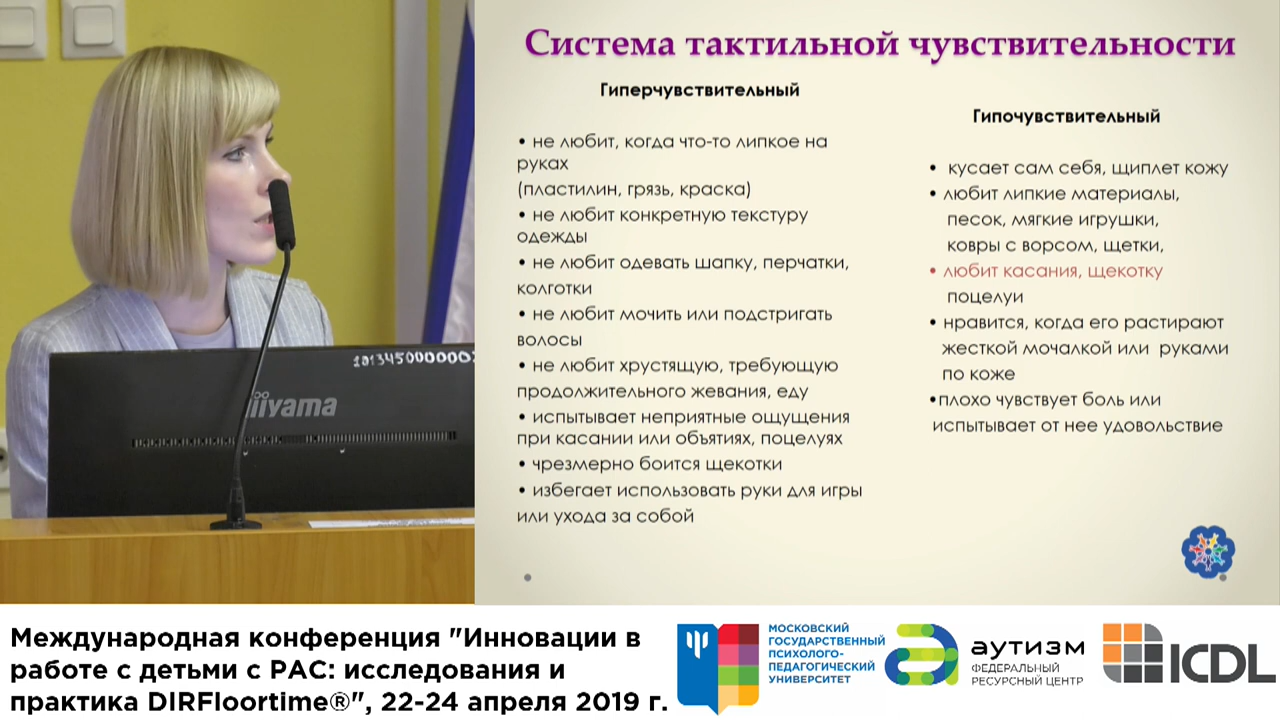 Система тактильной чувствительности
Гиперчувствительный
• не любит, когда что-то липкое на
руках
(пластилин, грязь, краска)
• не любит конкретную текстуру
одежды
• не любит одевать шапку, перчатки,
колготки
• не любит мочить или подстригать
волосы
• не любит хрустящую, требующую
продолжительного жевания, еду
• испытывает неприятные ощущения
при касании или объятиях, поцелуях
• чрезмерно боится щекотки
• избегает использовать руки для игры
или ухода за собой
Гипочувствительный
• кусает сам себя, щиплет кожу
• любит липкие материалы,
песок, мягкие игрушки,
ковры с ворсом, щетки,
• любит касания, щекотку
поцелуи
• нравится, когда его растирают
жесткой мочалкой или руками
по коже
•плохо чувствует боль или
испытывает от нее удовольствие
iiyama
Международная конференция "Инновации в
работе с детьми с РАС: исследования и
практика DIRFloortime®", 22-24 апреля 2019 г.
МОСКОВСКИЙ
ГОСУДАРСТВЕННЫЙ
ПСИХОЛОГО-
ПЕДАГОГИЧЕСКИЙ
УНИВЕРСИТЕТ
аутизм
ФЕДЕРАЛЬНЫЙ
РЕСУРСНЫЙ ЦЕНТР
ICDL